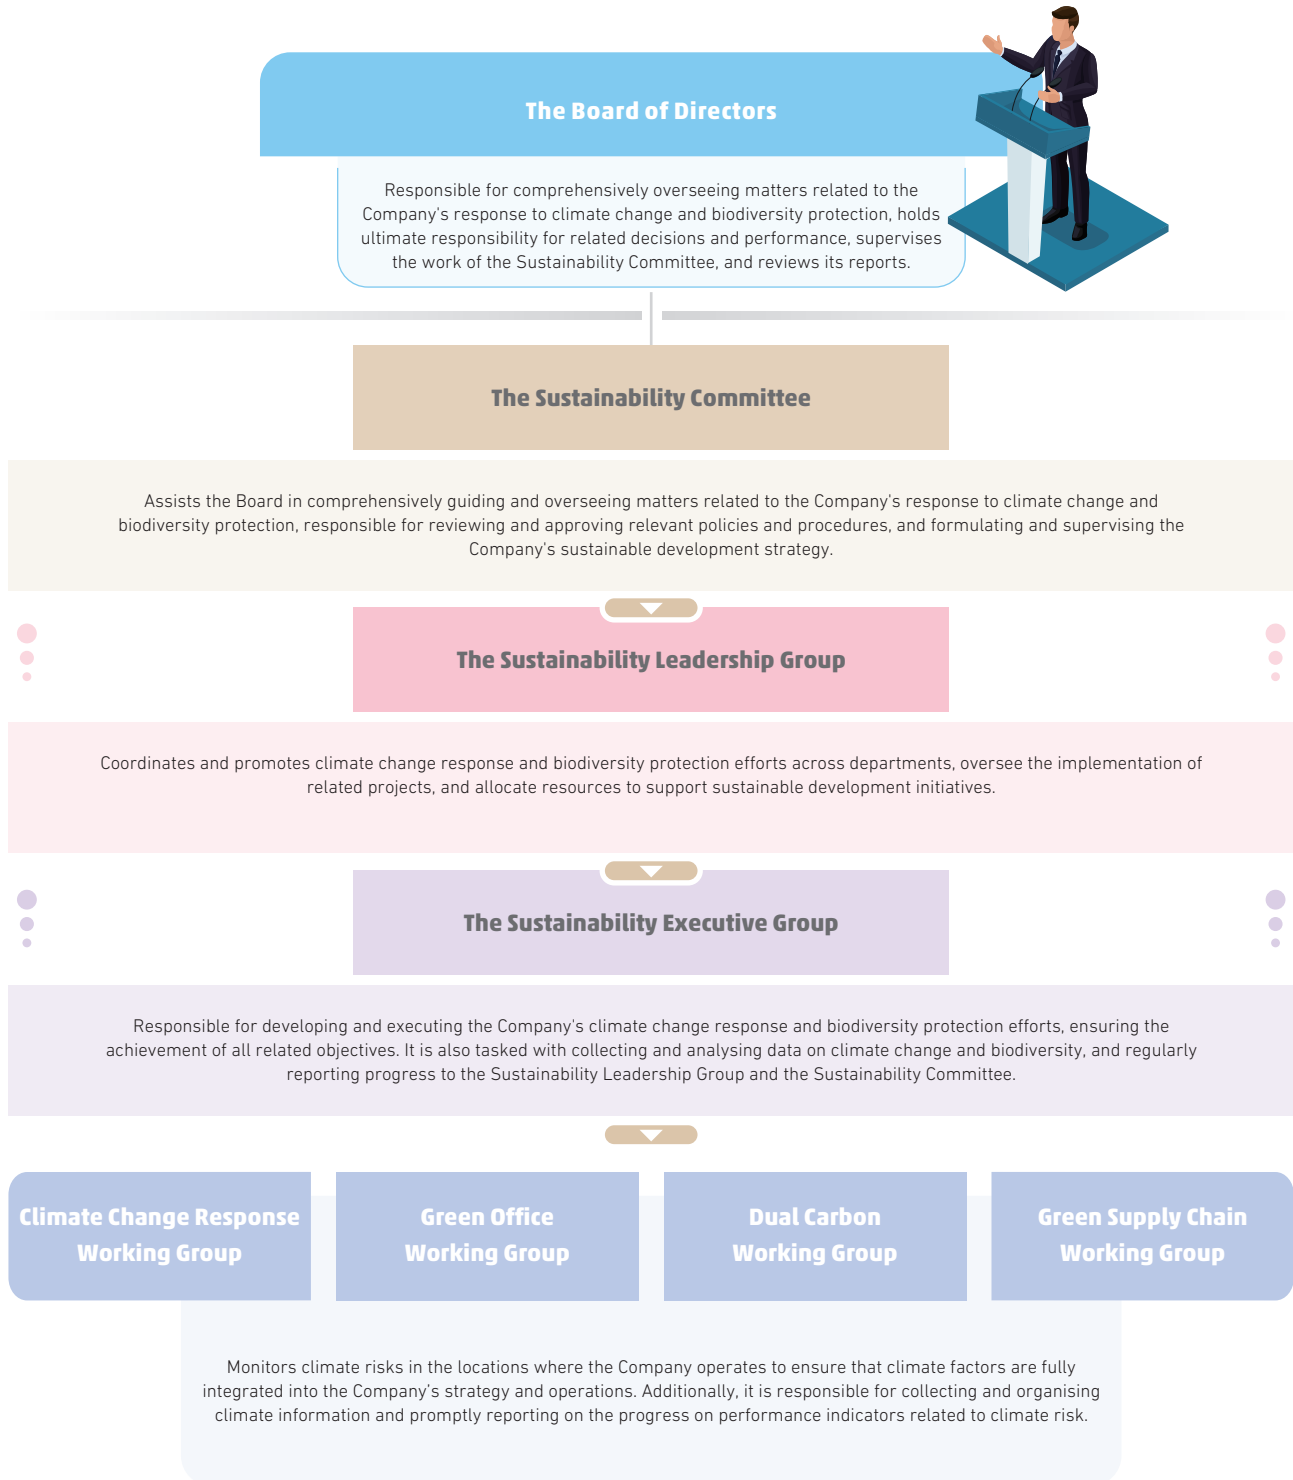 The Board of Directors
Responsible for comprehensively overseeing matters related to the
Company's response to climate change and biodiversity protection, holds
ultimate responsibility for related decisions and performance, supervises
the work of the Sustainability Committee, and reviews its reports.
The Sustainability Committee
Assists the Board in comprehensively guiding and overseeing matters related to the Company's response to climate change and
biodiversity protection, responsible for reviewing and approving relevant policies and procedures, and formulating and supervising the
Company's sustainable development strategy.
The Sustainability Leadership Group
Coordinates and promotes climate change response and biodiversity protection efforts across departments, oversee the implementation of
related projects, and allocate resources to support sustainable development initiatives.
The Sustainability Executive Group
Responsible for developing and executing the Company's climate change response and biodiversity protection efforts, ensuring the
achievement of all related objectives. It is also tasked with collecting and analysing data on climate change and biodiversity, and regularly
reporting progress to the Sustainability Leadership Group and the Sustainability Committee.
Climate Change Response
Working Group
Green Office
Working Group
Dual Carbon
Working Group
Green Supply Chain
Working Group
Monitors climate risks in the locations where the Company operates to ensure that climate factors are fully
integrated into the Company's strategy and operations. Additionally, it is responsible for collecting and organising
climate information and promptly reporting on the progress on performance indicators related to climate risk.